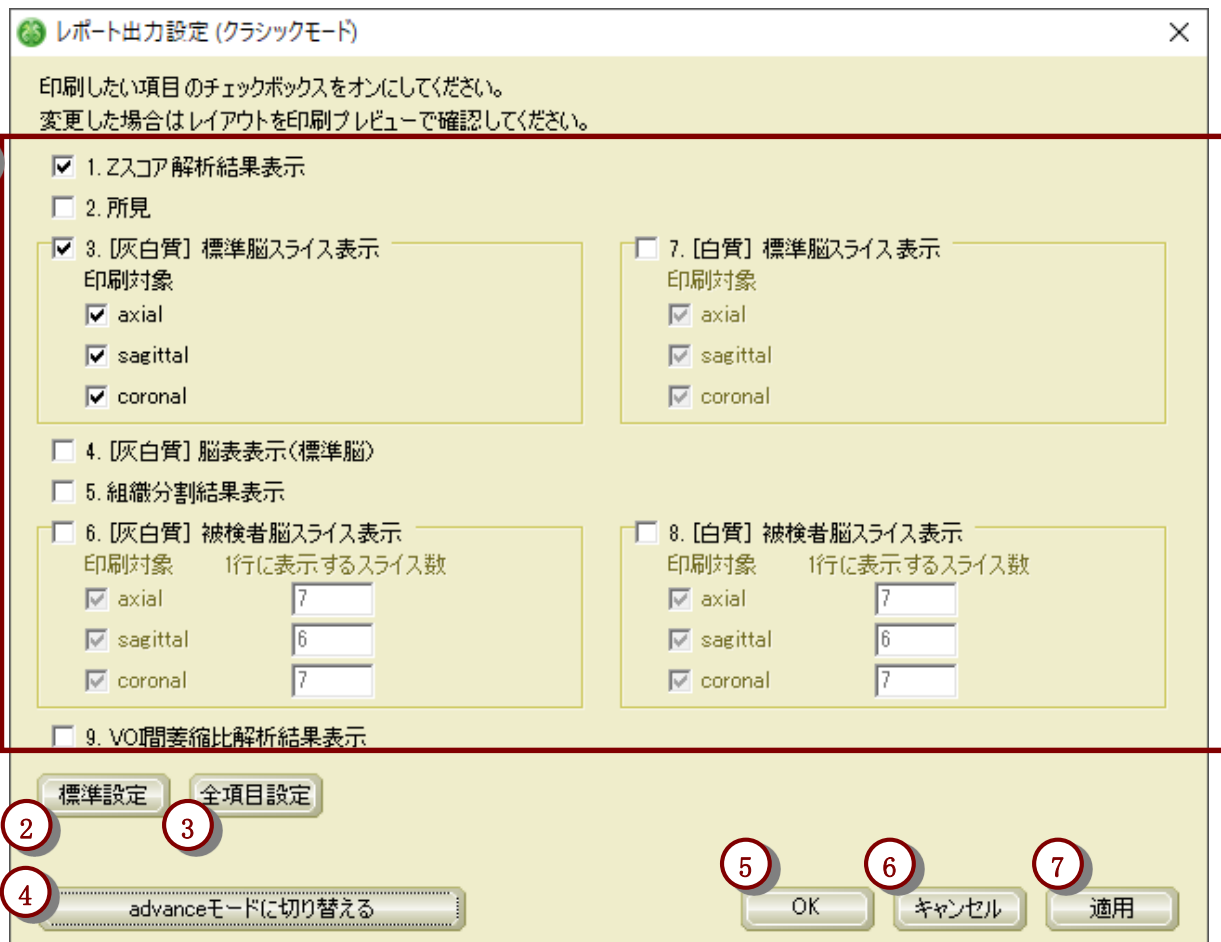 レポート出力設定 (クラシックモード)
印刷したい項目のチェックボックスをオンにしてください。
変更した場合はレイアウトを印刷プレビューで確認してください。
1. Zスコア解析結果表示
2. 所見
3. [灰白質] 標準脳スライス表示
印刷対象
axial
sagittal
coronal
7. [白質] 標準脳スライス表示
印刷対象
axial
sagittal
coronal
4. [灰白質] 脳表表示(標準脳)
5. 組織分割結果表示
6. [灰白質] 被検者脳スライス表示
印刷対象 1行に表示するスライス数
axial 7
sagittal 6
coronal 7
8. [白質] 被検者脳スライス表示
印刷対象 1行に表示するスライス数
axial 7
sagittal 6
coronal 7
9. VOI間萎縮比解析結果表示
標準設定 全項目設定
2 3
4 5 6 7
advanceモードに切り替える OK キャンセル 適用